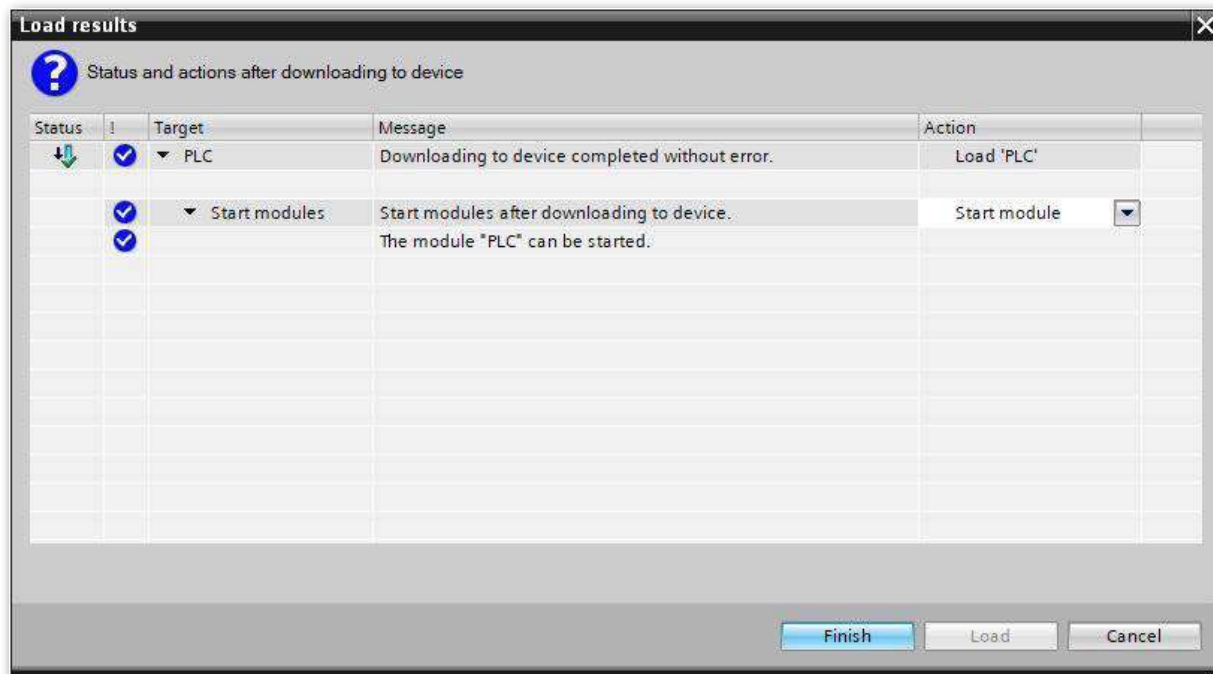 Load results
Status and actions after downloading to device
Status ! Target Message Action
PLC Downloading to device completed without error. Load 'PLC'
Start modules Start modules after downloading to device. Start module
The module "PLC" can be started.
Finish Load Cancel